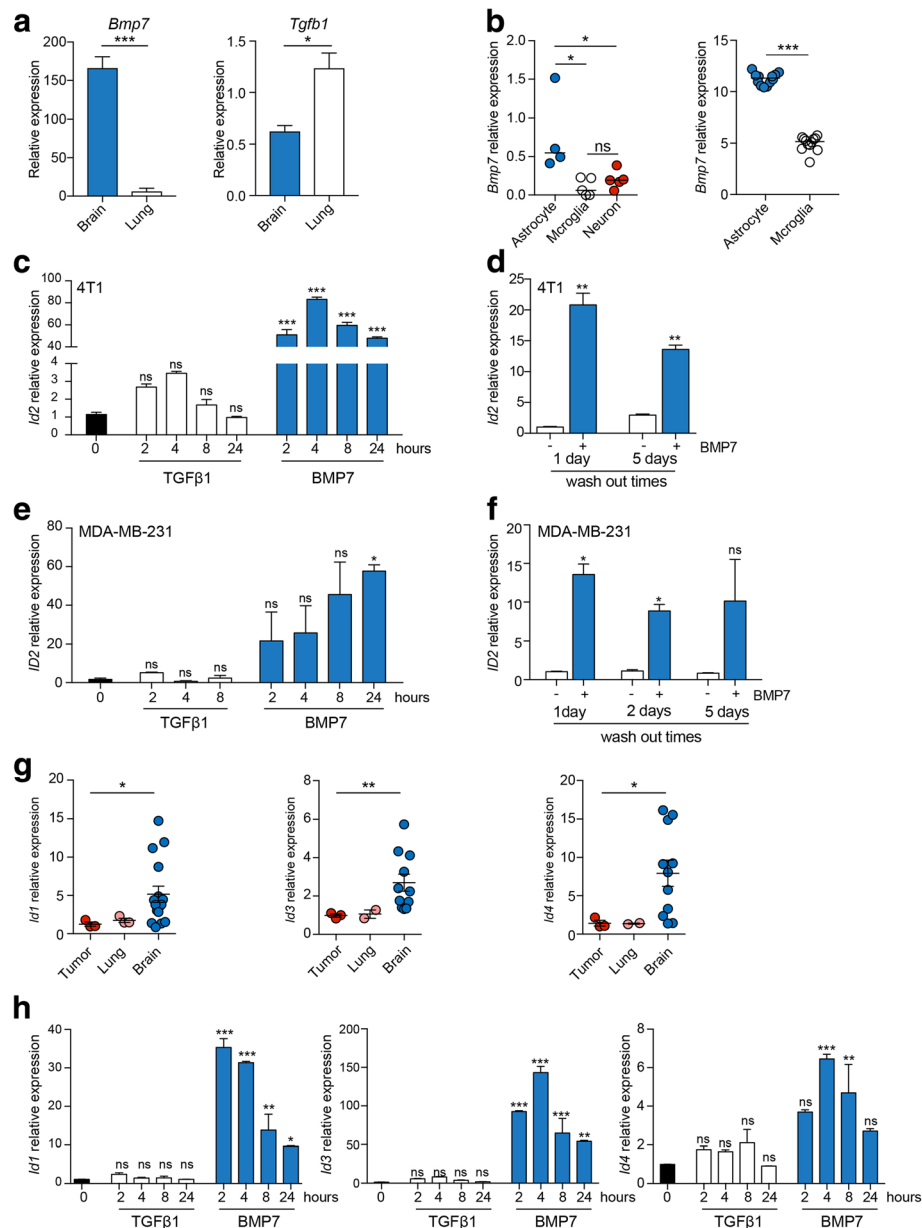 a
Bmp7
Tgfb1
***
*
Relative expression
200
150
100
50
0
Brain
Lung
Relative expression
1.5
1.0
0.5
0.0
Brain
Lung
b
*
*
ns
Bmp7 relative expression
2.0
1.5
1.0
0.5
0.0
Astrocyte
Mcroglia
Neuron
***
Bmp7 relative expression
15
10
5
0
Astrocyte
Mcroglia
c
4T1
Id2 relative expression
100
80
60
40
4
3
2
1
0
ns ns ns ns *** *** *** ***
0 2 4 8 24 2 4 8 24 hours
TGFβ1 BMP7
d
4T1
Id2 relative expression
25
20
15
10
5
0
** **
- + - + BMP7
1 day 5 days
wash out times
e
MDA-MB-231
ID2 relative expression
80
60
40
20
0
ns ns ns ns ns ns *
0 2 4 8 2 4 8 24 hours
TGFβ1 BMP7
f
MDA-MB-231
ID2 relative expression
20
15
10
5
0
* * ns
- + - + - + BMP7
1day 2 days 5 days
wash out times
g
*
Id1 relative expression
20
15
10
5
0
Tumor
Lung
Brain
**
Id3 relative expression
8
6
4
2
0
Tumor
Lung
Brain
*
Id4 relative expression
20
15
10
5
0
Tumor
Lung
Brain
h
Id1 relative expression
40
30
20
10
0
ns ns ns ns *** *** ** *
0 2 4 8 24 2 4 8 24 hours
TGFβ1 BMP7
Id3 relative expression
200
150
100
50
0
ns ns ns ns *** *** *** **
0 2 4 8 24 2 4 8 24 hours
TGFβ1 BMP7
Id4 relative expression
8
6
4
2
0
ns ns ns ns ns *** ** ns
0 2 4 8 24 2 4 8 24 hours
TGFβ1 BMP7